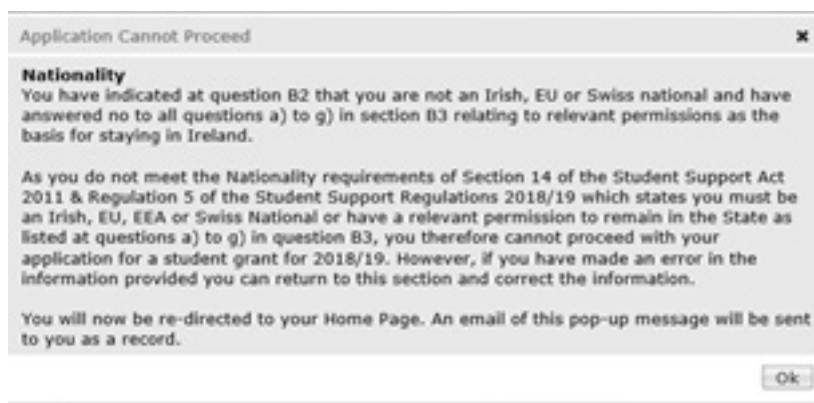 Application Cannot Proceed
Nationality
You have indicated at question B2 that you are not an Irish, EU or Swiss national and have
answered no to all questions a) to g) in section B3 relating to relevant permissions as the
basis for staying in Ireland.
As you do not meet the Nationality requirements of Section 14 of the Student Support Act
2011 & Regulation 5 of the Student Support Regulations 2018/19 which states you must be
an Irish, EU, EEA or Swiss National or have a relevant permission to remain in the State as
listed at questions a) to g) in question B3, you therefore cannot proceed with your
application for a student grant for 2018/19. However, if you have made an error in the
information provided you can return to this section and correct the information.
You will now be re-directed to your Home Page. An email of this pop-up message will be sent
to you as a record.
Ok